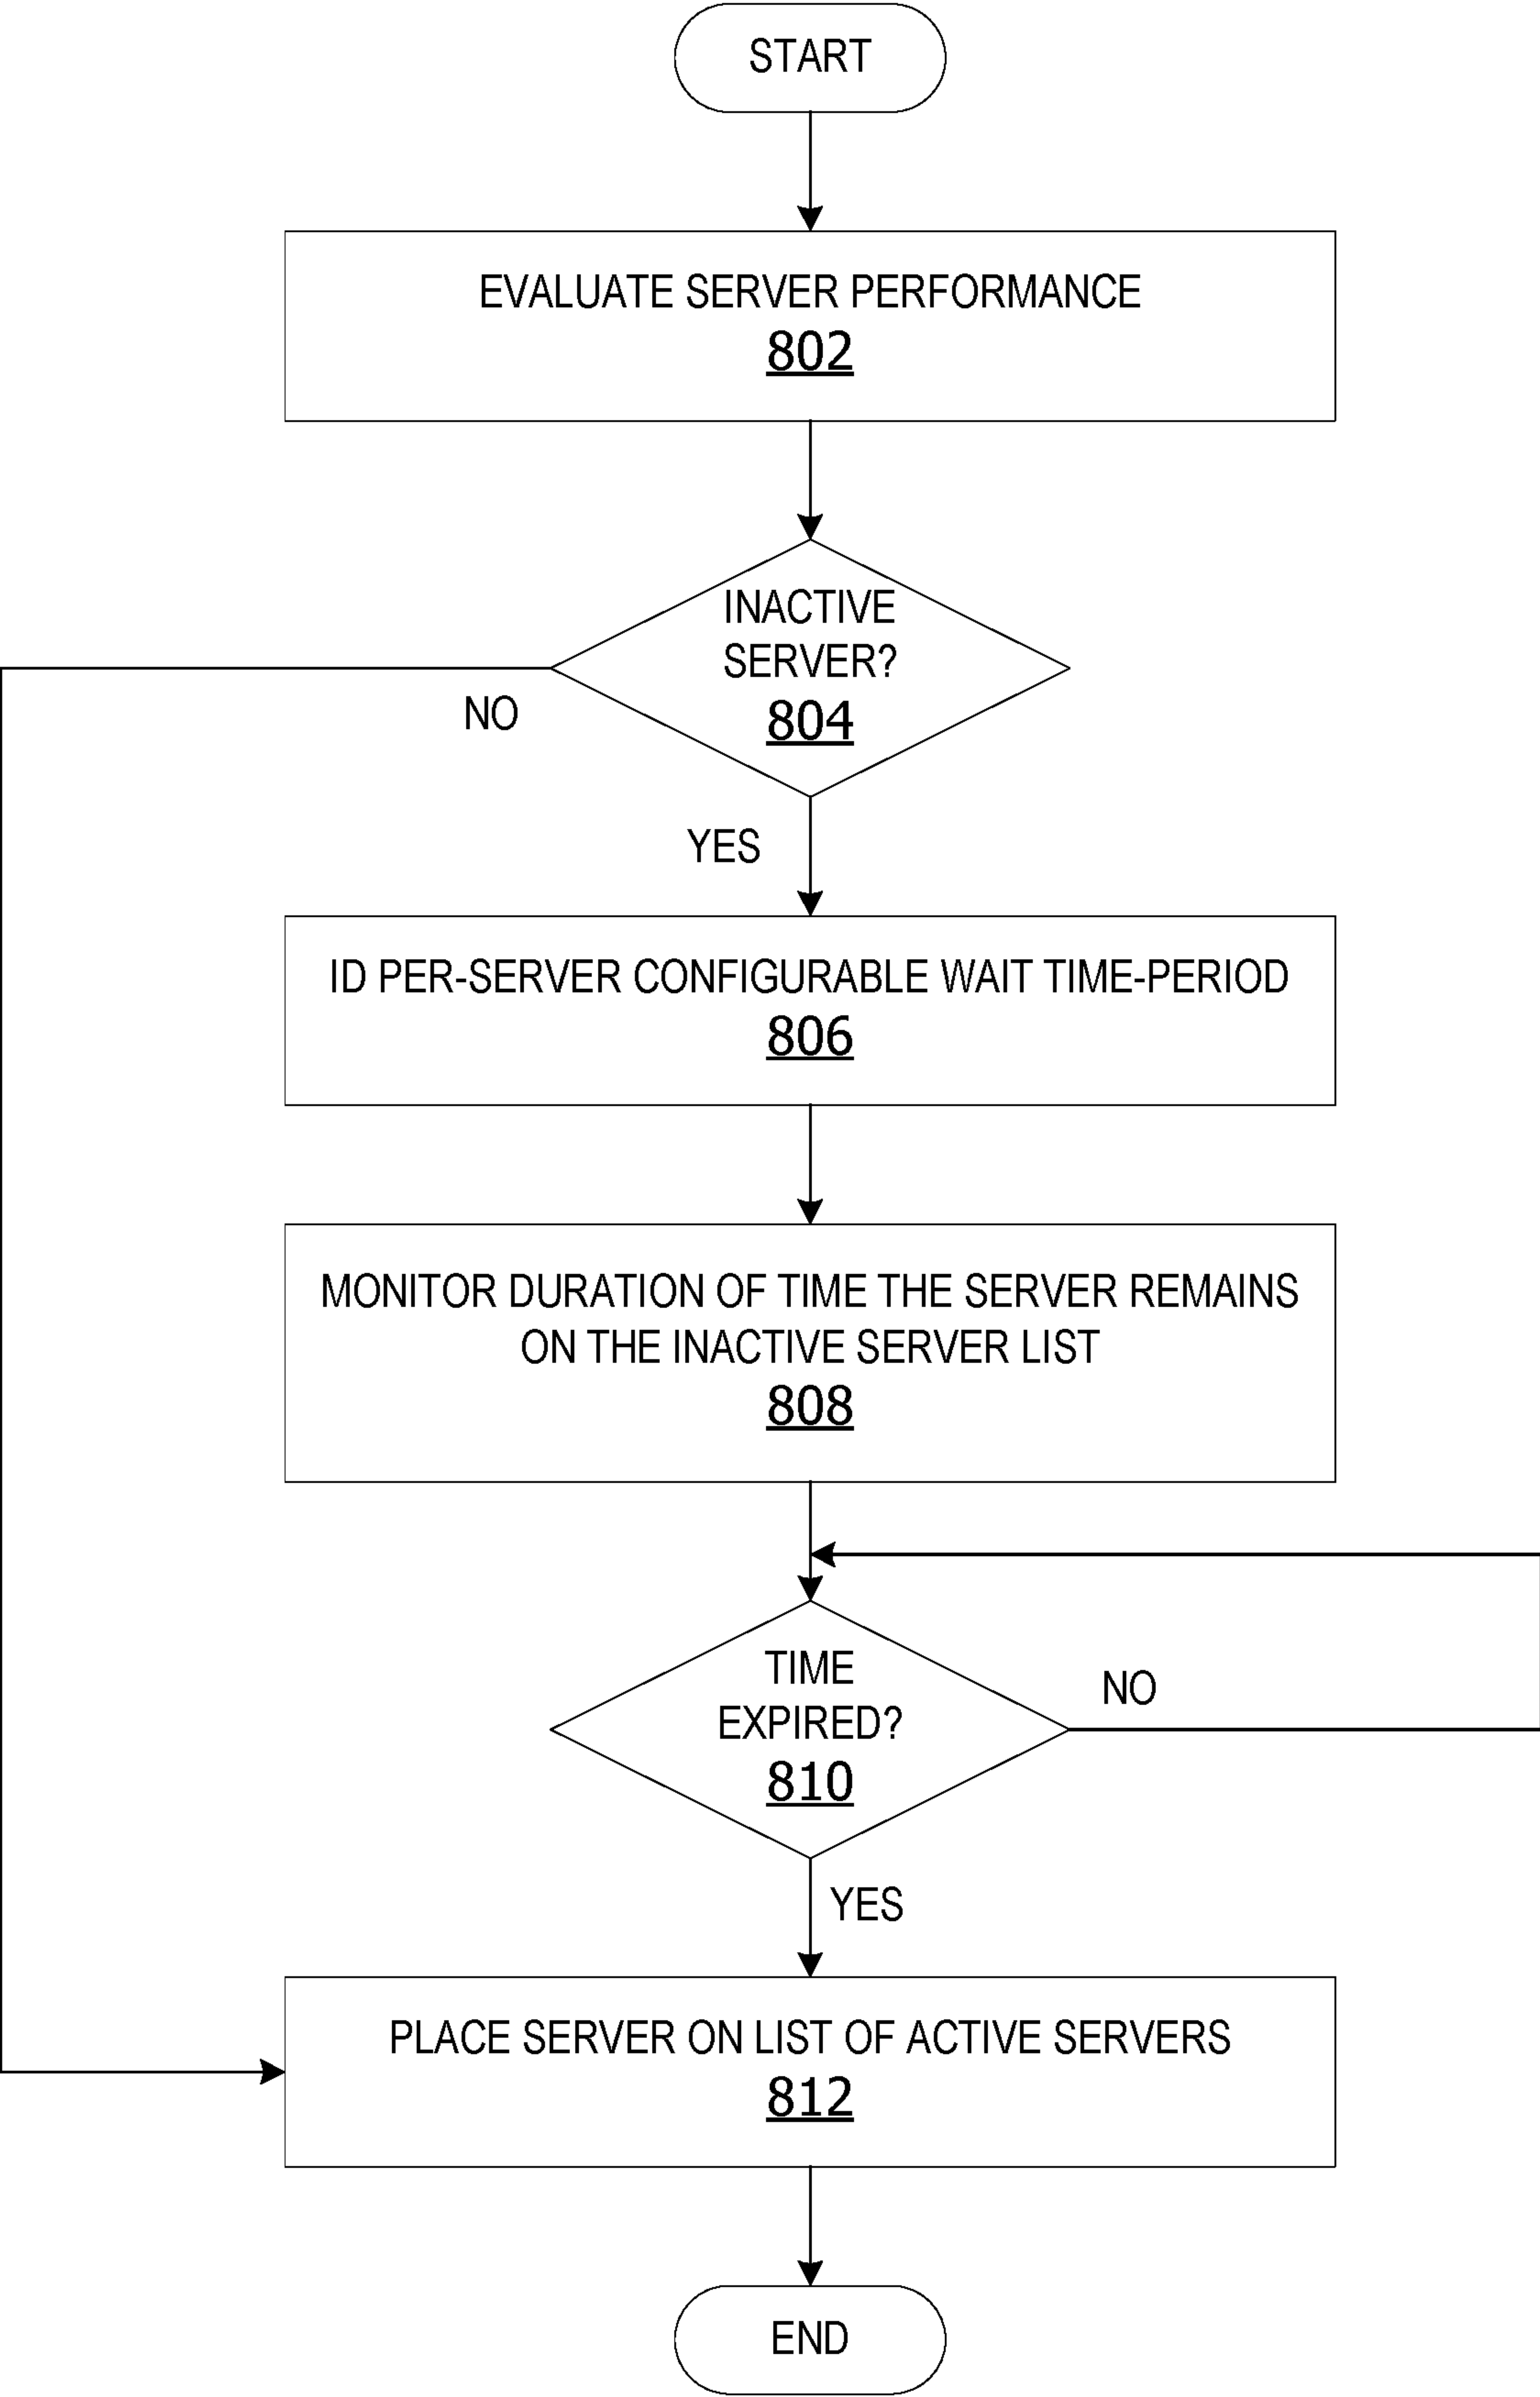 START
EVALUATE SERVER PERFORMANCE
802
INACTIVE
SERVER?
804
NO
YES
ID PER-SERVER CONFIGURABLE WAIT TIME-PERIOD
806
MONITOR DURATION OF TIME THE SERVER REMAINS
ON THE INACTIVE SERVER LIST
808
TIME
EXPIRED?
810
NO
YES
PLACE SERVER ON LIST OF ACTIVE SERVERS
812
END